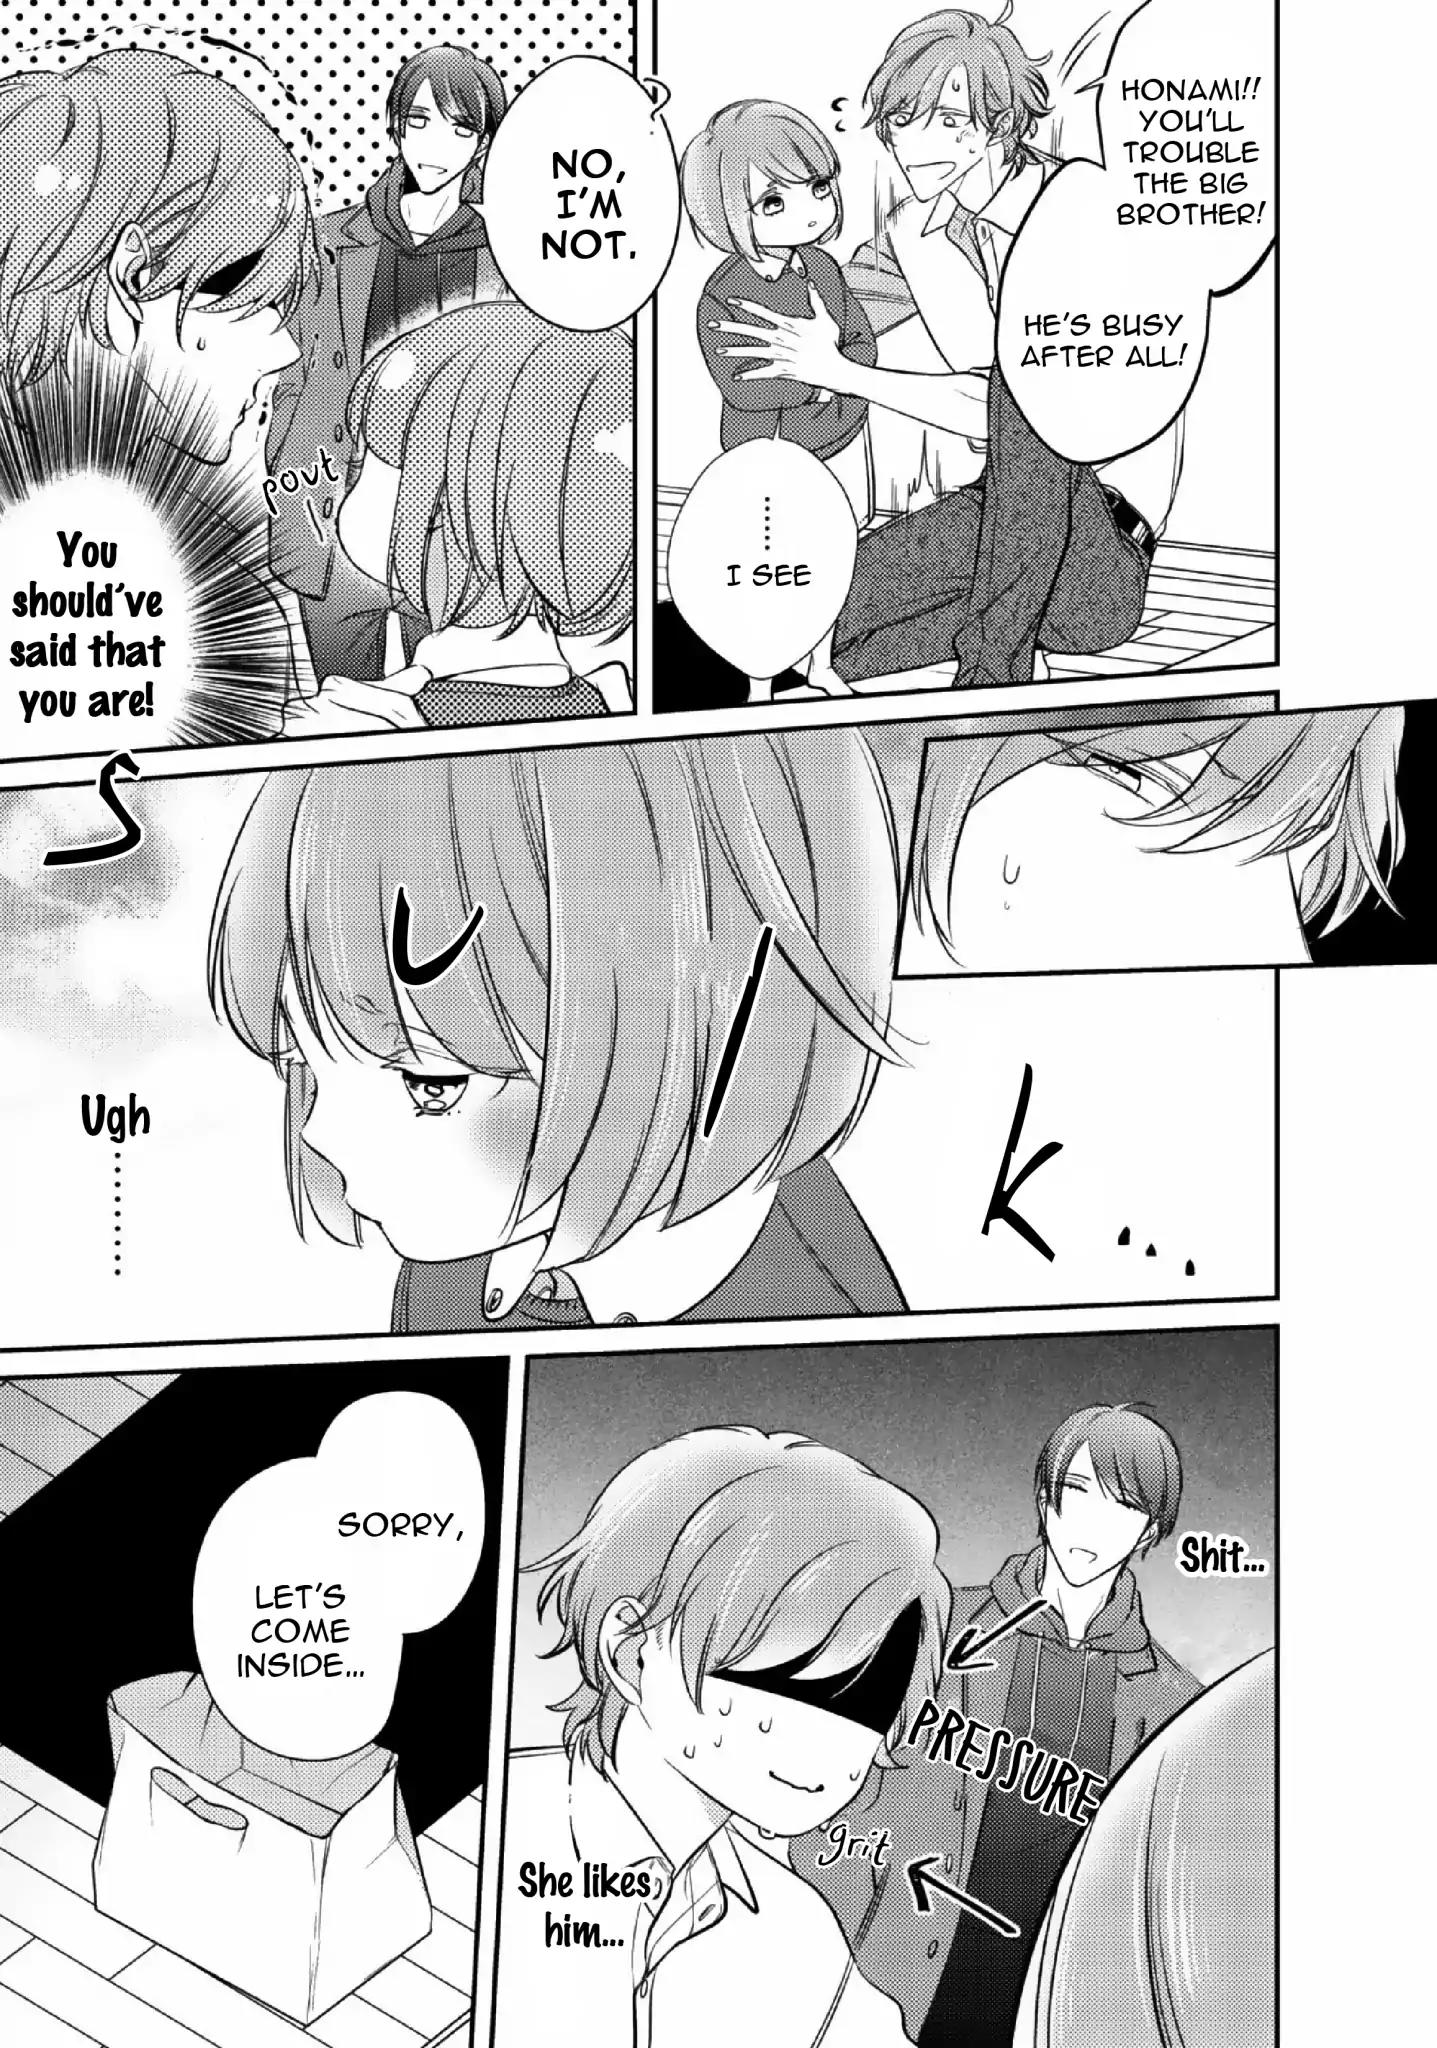 HONAMI!!
YOU'LL
TROUBLE
THE BIG
BROTHER!
HE'S BUSY
AFTER ALL!
......
I SEE
NO,
I'M
NOT.
pout
You
should've
said that
you are!
S
U
L
K...
Ugh
........
Shit...
PRESSURE
grit
She likes
him...
SORRY,
LET'S
COME
INSIDE...